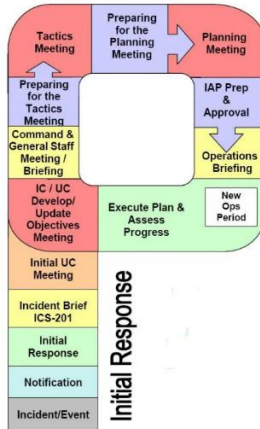 Tactics
Meeting
Preparing
for the
Planning
Meeting
Planning
Meeting
Preparing
for the
Tactics
Meeting
IAP Prep
&
Approval
Command &
General Staff
Meeting /
Briefing
Operations
Briefing
IC / UC
Develop/
Update
Objectives
Meeting
Execute Plan &
Assess
Progress
New
Ops
Period
Initial UC
Meeting
Incident Brief
ICS-201
Initial
Response
Notification
Incident/Event
Initial Response